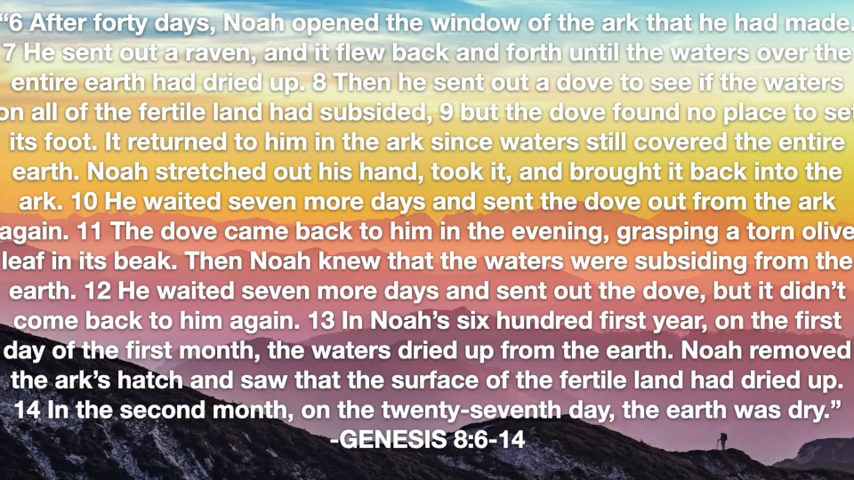 “6 After forty days, Noah opened the window of the ark that he had made.
7 He sent out a raven, and it flew back and forth until the waters over the
entire earth had dried up. 8 Then he sent out a dove to see if the waters
on all of the fertile land had subsided, 9 but the dove found no place to set
its foot. It returned to him in the ark since waters still covered the entire
earth. Noah stretched out his hand, took it, and brought it back into the
ark. 10 He waited seven more days and sent the dove out from the ark
again. 11 The dove came back to him in the evening, grasping a torn olive
leaf in its beak. Then Noah knew that the waters were subsiding from the
earth. 12 He waited seven more days and sent out the dove, but it didn’t
come back to him again. 13 In Noah’s six hundred first year, on the first
day of the first month, the waters dried up from the earth. Noah removed
the ark’s hatch and saw that the surface of the fertile land had dried up.
14 In the second month, on the twenty-seventh day, the earth was dry.”
-GENESIS 8:6-14